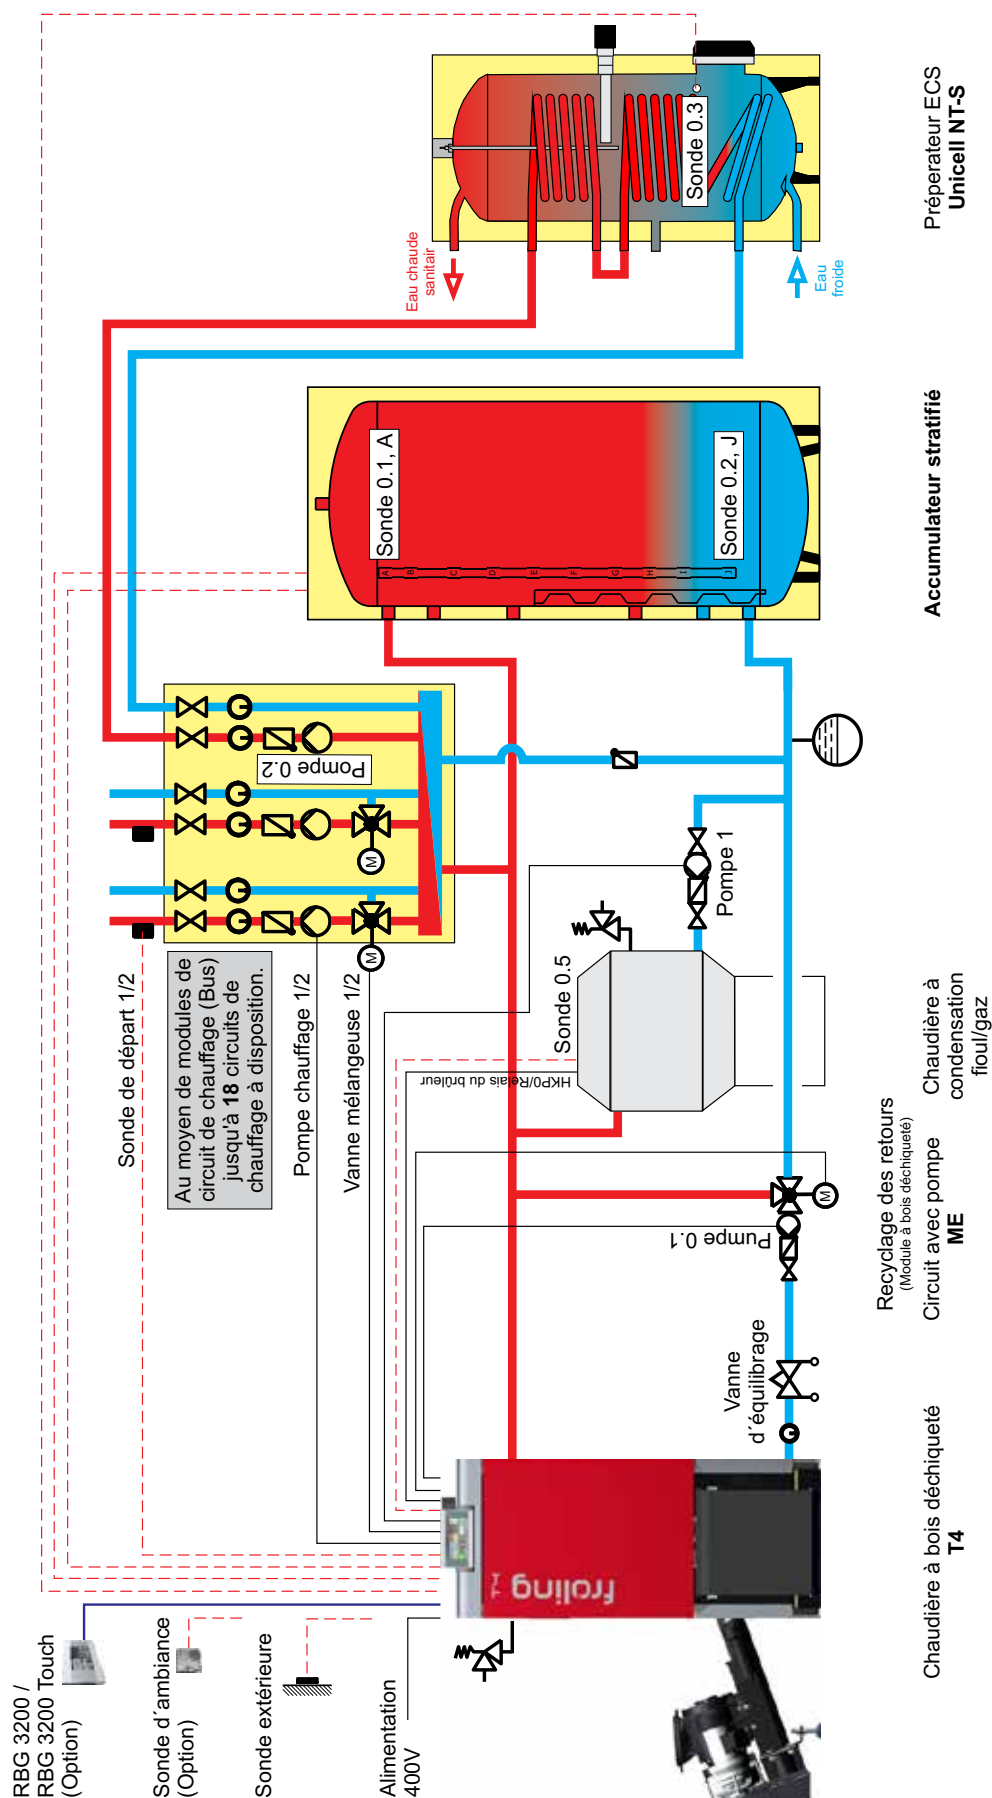 RBG 3200 /
RBG 3200 Touch
(Option)
Sonde d´ambiance
(Option)
Sonde extérieure
Alimentation
400V
Sonde de départ 1/2
Au moyen de modules de
circuit de chauffage (Bus)
jusqu'à 18 circuits de
chauffage à disposition.
Pompe chauffage 1/2
Vanne mélangeuse 1/2
M
M
Pompe 0.2
HKP0/Relais du brûleur
Sonde 0.5
Pompe 1
Pumpe 0.1
M
Vanne
d´équilibrage
froling
T4
Sonde 0.1, A
Sonde 0.2, J
A
B
C
D
E
F
G
H
I
J
Eau chaude
sanitair
Eau
froide
Sonde 0.3
Chaudière à bois déchiqueté
T4
Recyclage des retours
(Module à bois déchiqueté)
Circuit avec pompe
ME
Chaudière à
condensation
fioul/gaz
Accumulateur stratifié
Préperateur ECS
Unicell NT-S